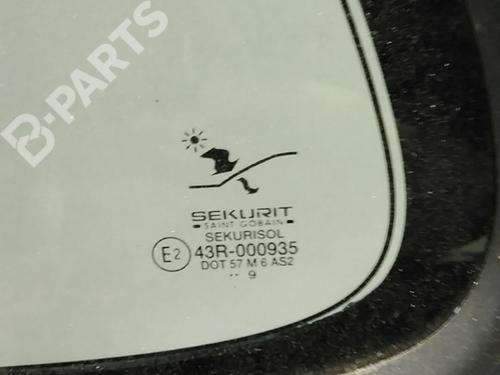 B-PARTS
SEKURIT
SAINT GOBAIN
SEKURISOL
E2 43R-000935
DOT 57 M 6 AS2
·· 9